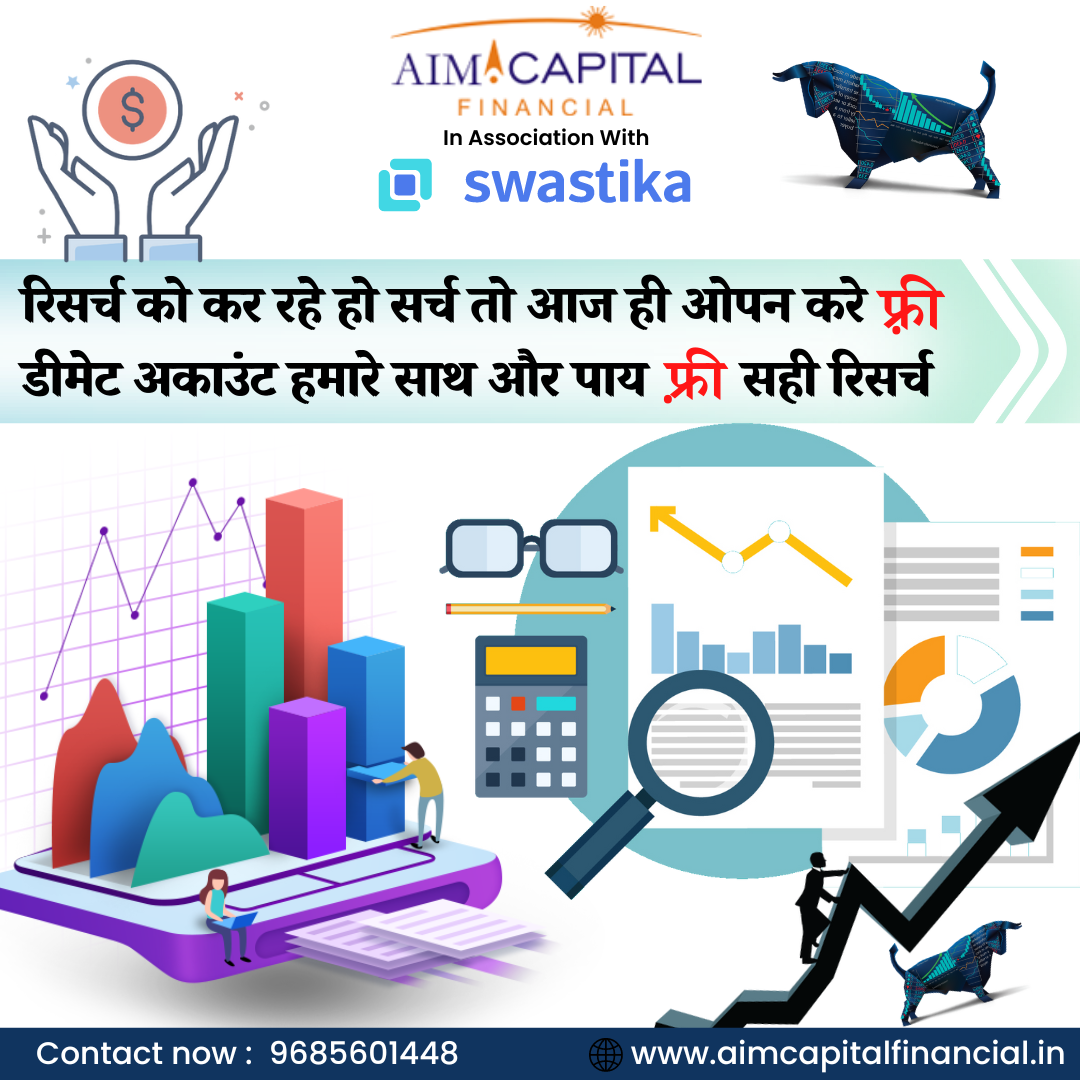 AIM CAPITAL
FINANCIAL
In Association With
swastika
रिसर्च को कर रहे हो सर्च तो आज ही ओपन करे फ़्री
डीमेट अकाउंट हमारे साथ और पाय फ़्री सही रिसर्च
Contact now : 9685601448
www.aimcapitalfinancial.in